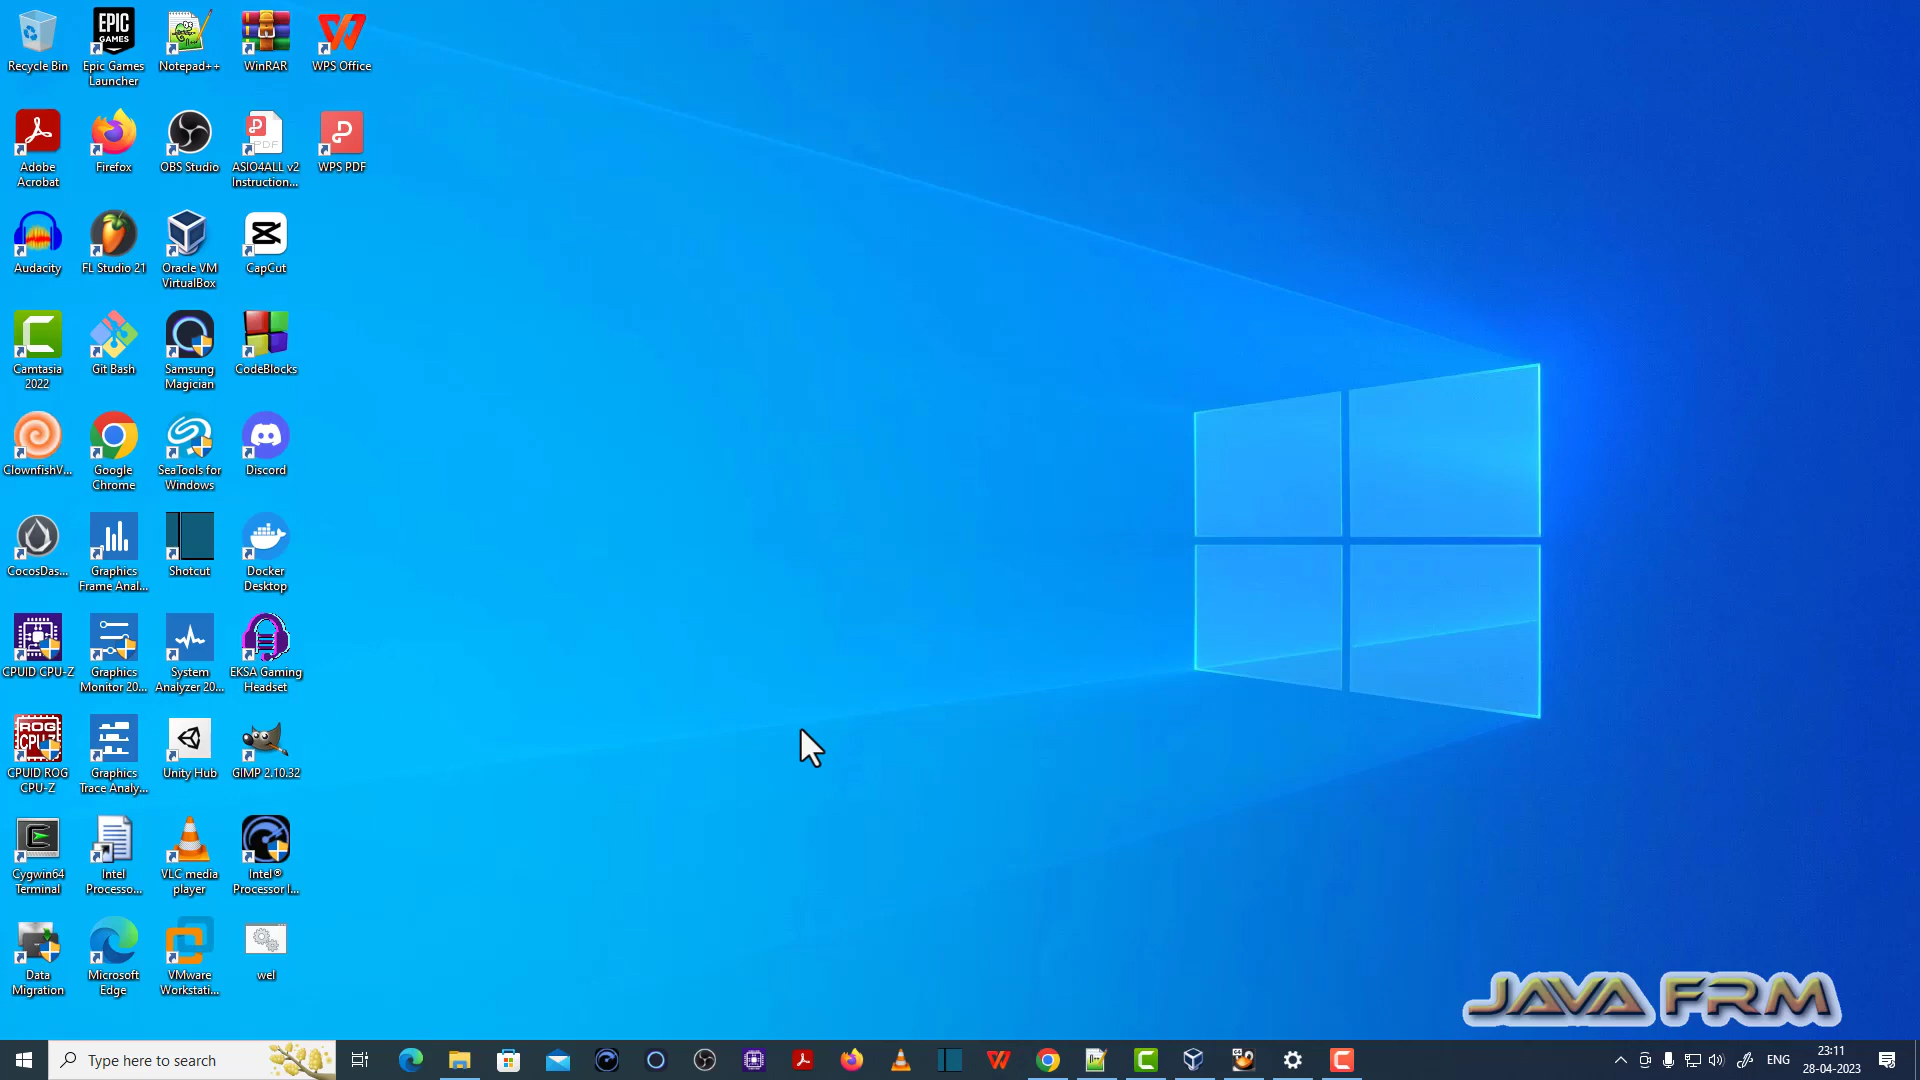 Recycle Bin
EPIC
GAMES
Epic Games
Launcher
Notepad++
WinRAR
WPS Office
Adobe
Acrobat
Firefox
OBS Studio
PDF
ASIO4ALL v2
Instruction...
WPS PDF
Audacity
FL Studio 21
Oracle VM
VirtualBox
CapCut
Camtasia
2022
Git Bash
Samsung
Magician
CodeBlocks
ClownfishV...
Google
Chrome
SeaTools for
Windows
Discord
CocosDas...
Graphics
Frame Anal...
Shotcut
Docker
Desktop
CPUID CPU-Z
Graphics
Monitor 20...
System
Analyzer 20...
EKSA Gaming
Headset
ROG
CPU-Z
CPUID ROG
CPU-Z
Graphics
Trace Analy...
Unity Hub
GIMP 2.10.32
Cygwin64
Terminal
Intel
Processo...
VLC media
player
Intel®
Processor I...
Data
Migration
Microsoft
Edge
VMware
Workstati...
wel
JAVA FRM
Type here to search
ENG
23:11
28-04-2023